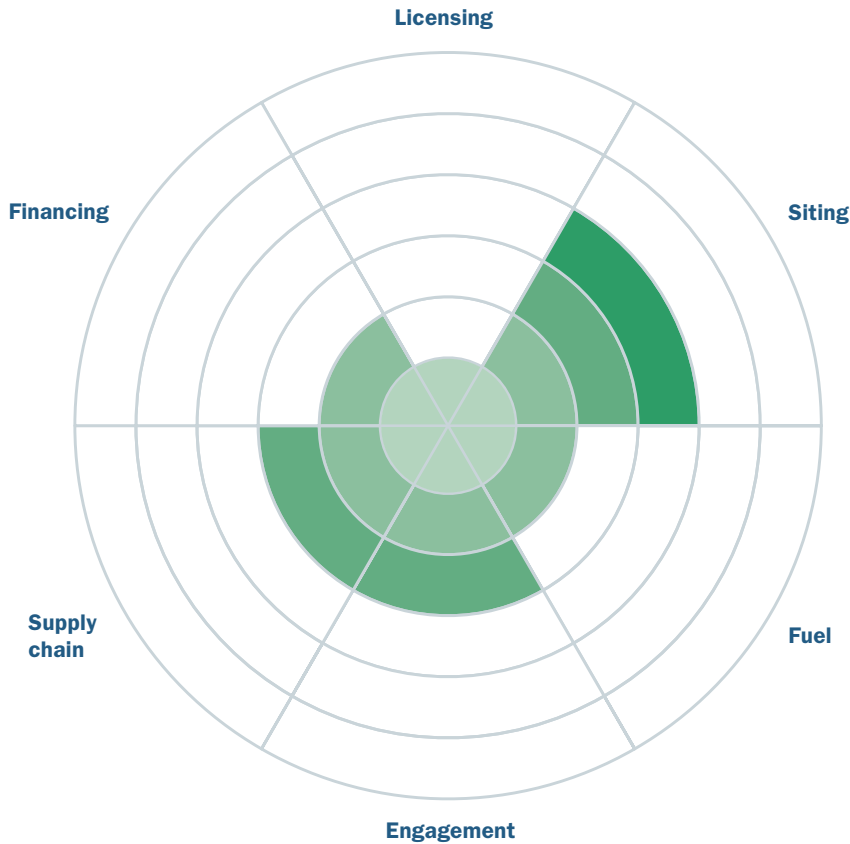 Licensing
Financing
Siting
Supply
chain
Fuel
Engagement